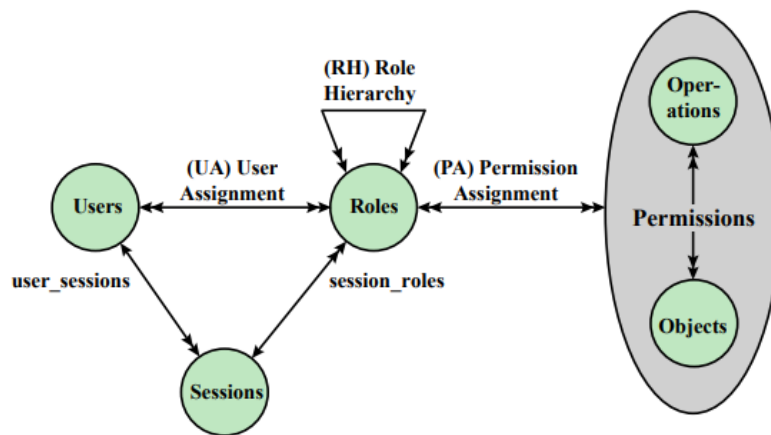 (RH) Role
Hierarchy
Oper-
ations
(UA) User
Assignment
(PA) Permission
Assignment
Users
Roles
Permissions
user_sessions
session_roles
Objects
Sessions